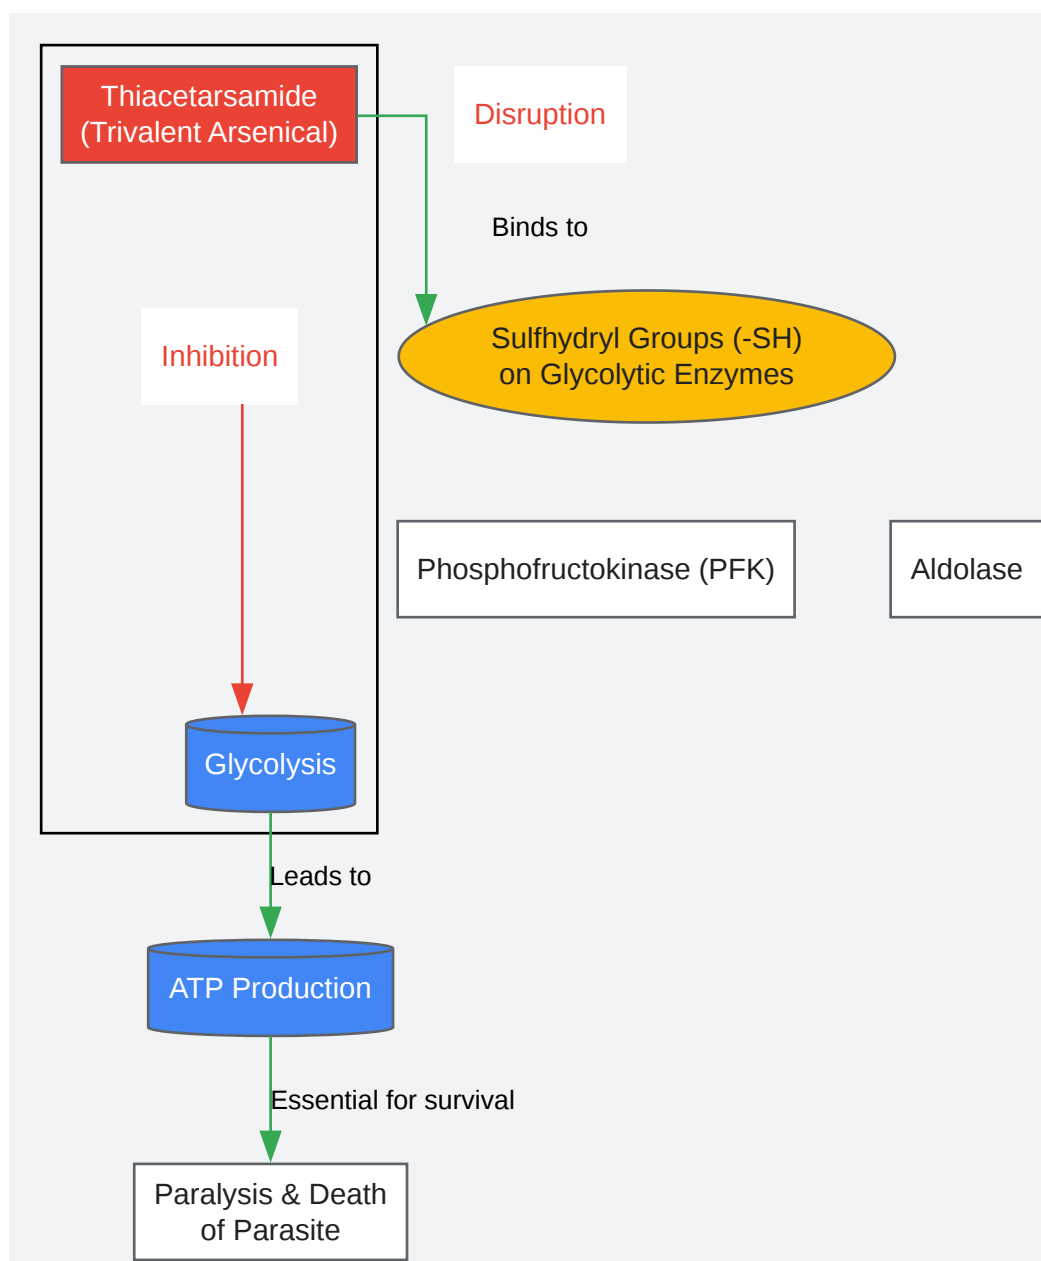 Thiacetarsamide
(Trivalent Arsenical)
Disruption
Binds to
Inhibition
Sulfhydryl Groups (-SH)
on Glycolytic Enzymes
Phosphofructokinase (PFK)
Aldolase
Glycolysis
Leads to
ATP Production
Essential for survival
Paralysis & Death
of Parasite